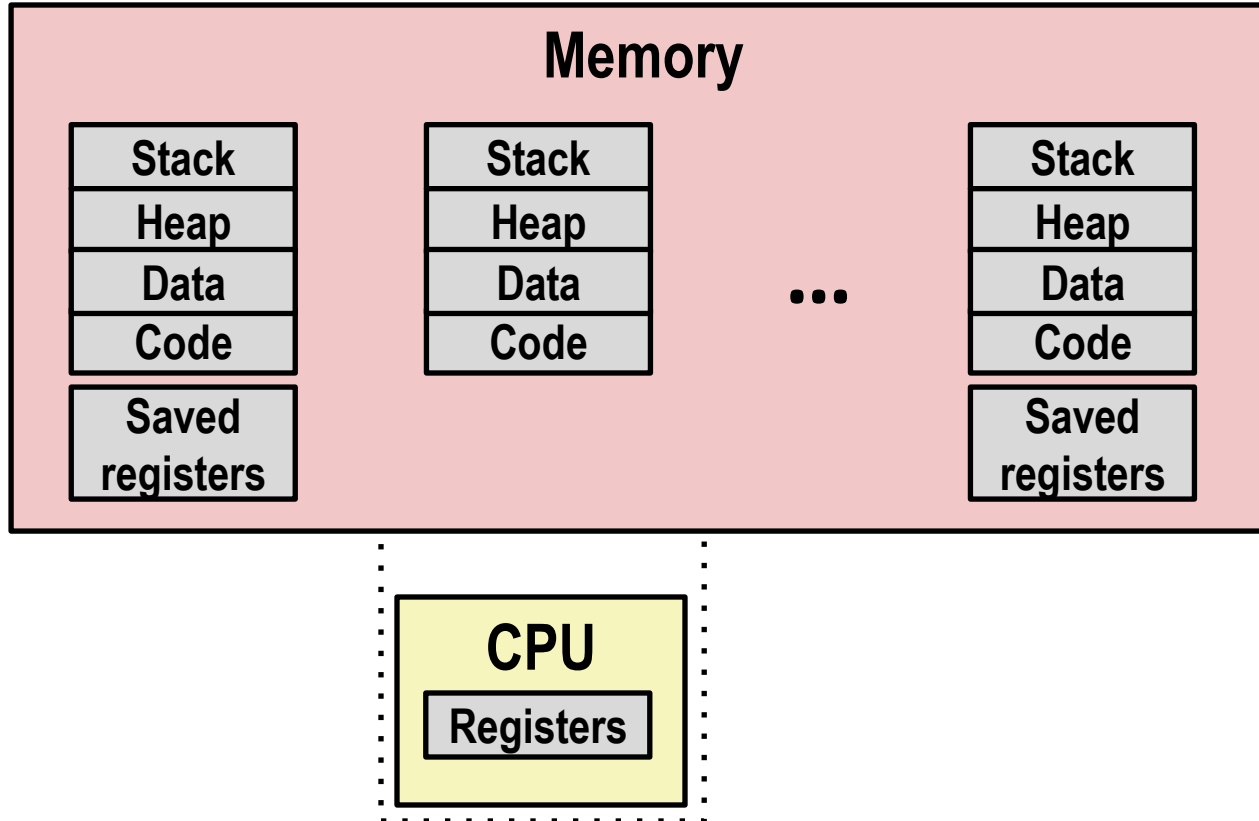 Memory
Stack
Heap
Data
Code
Saved
registers
Stack
Heap
Data
Code
...
Stack
Heap
Data
Code
Saved
registers
CPU
Registers